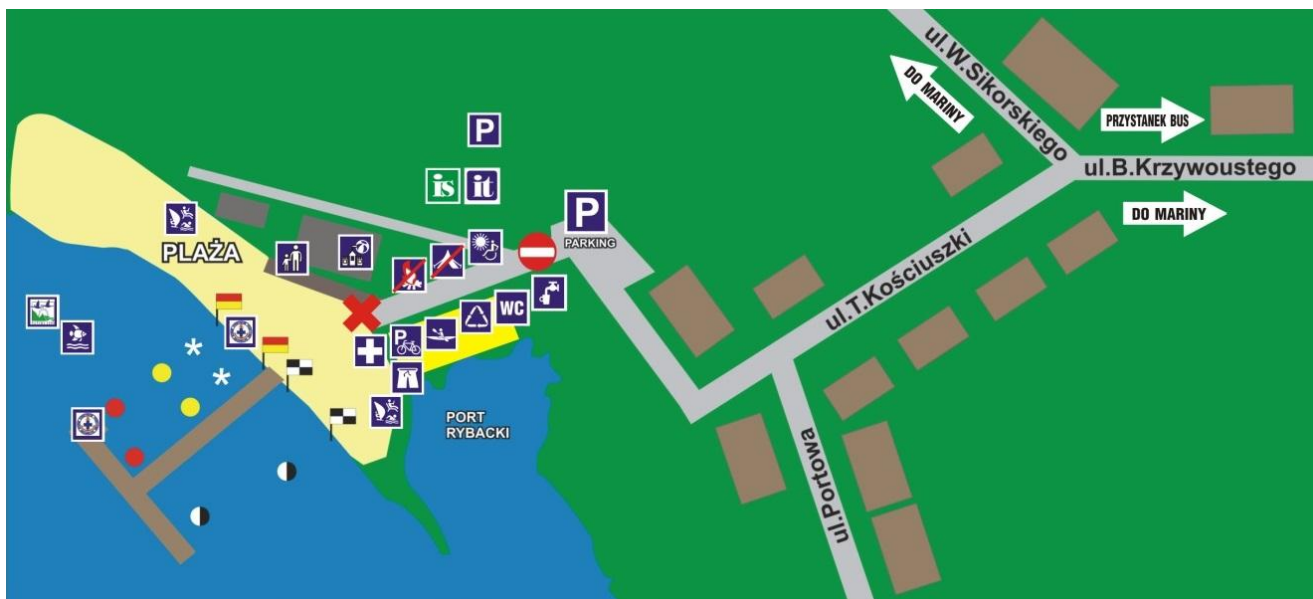 ul.W.Sikorskiego
DO MARINY
PRZYSTANEK BUS
P
ul.B.Krzywoustego
is it
DO MARINY
P
PARKING
PLAŻA
ul.T.Kościuszki
WC
P
PORT
RYBACKI
ul.Portowa